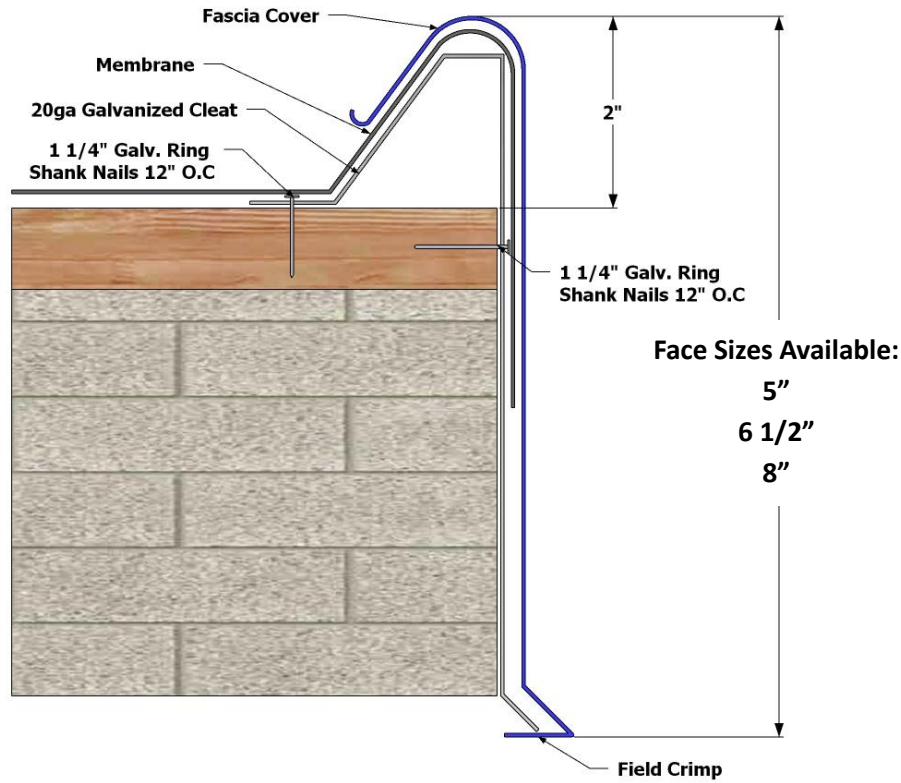 Fascia Cover
Membrane
20ga Galvanized Cleat
1 1/4" Galv. Ring
Shank Nails 12" O.C
2"
1 1/4" Galv. Ring
Shank Nails 12" O.C
Face Sizes Available:
5”
6 1/2”
8”
Field Crimp